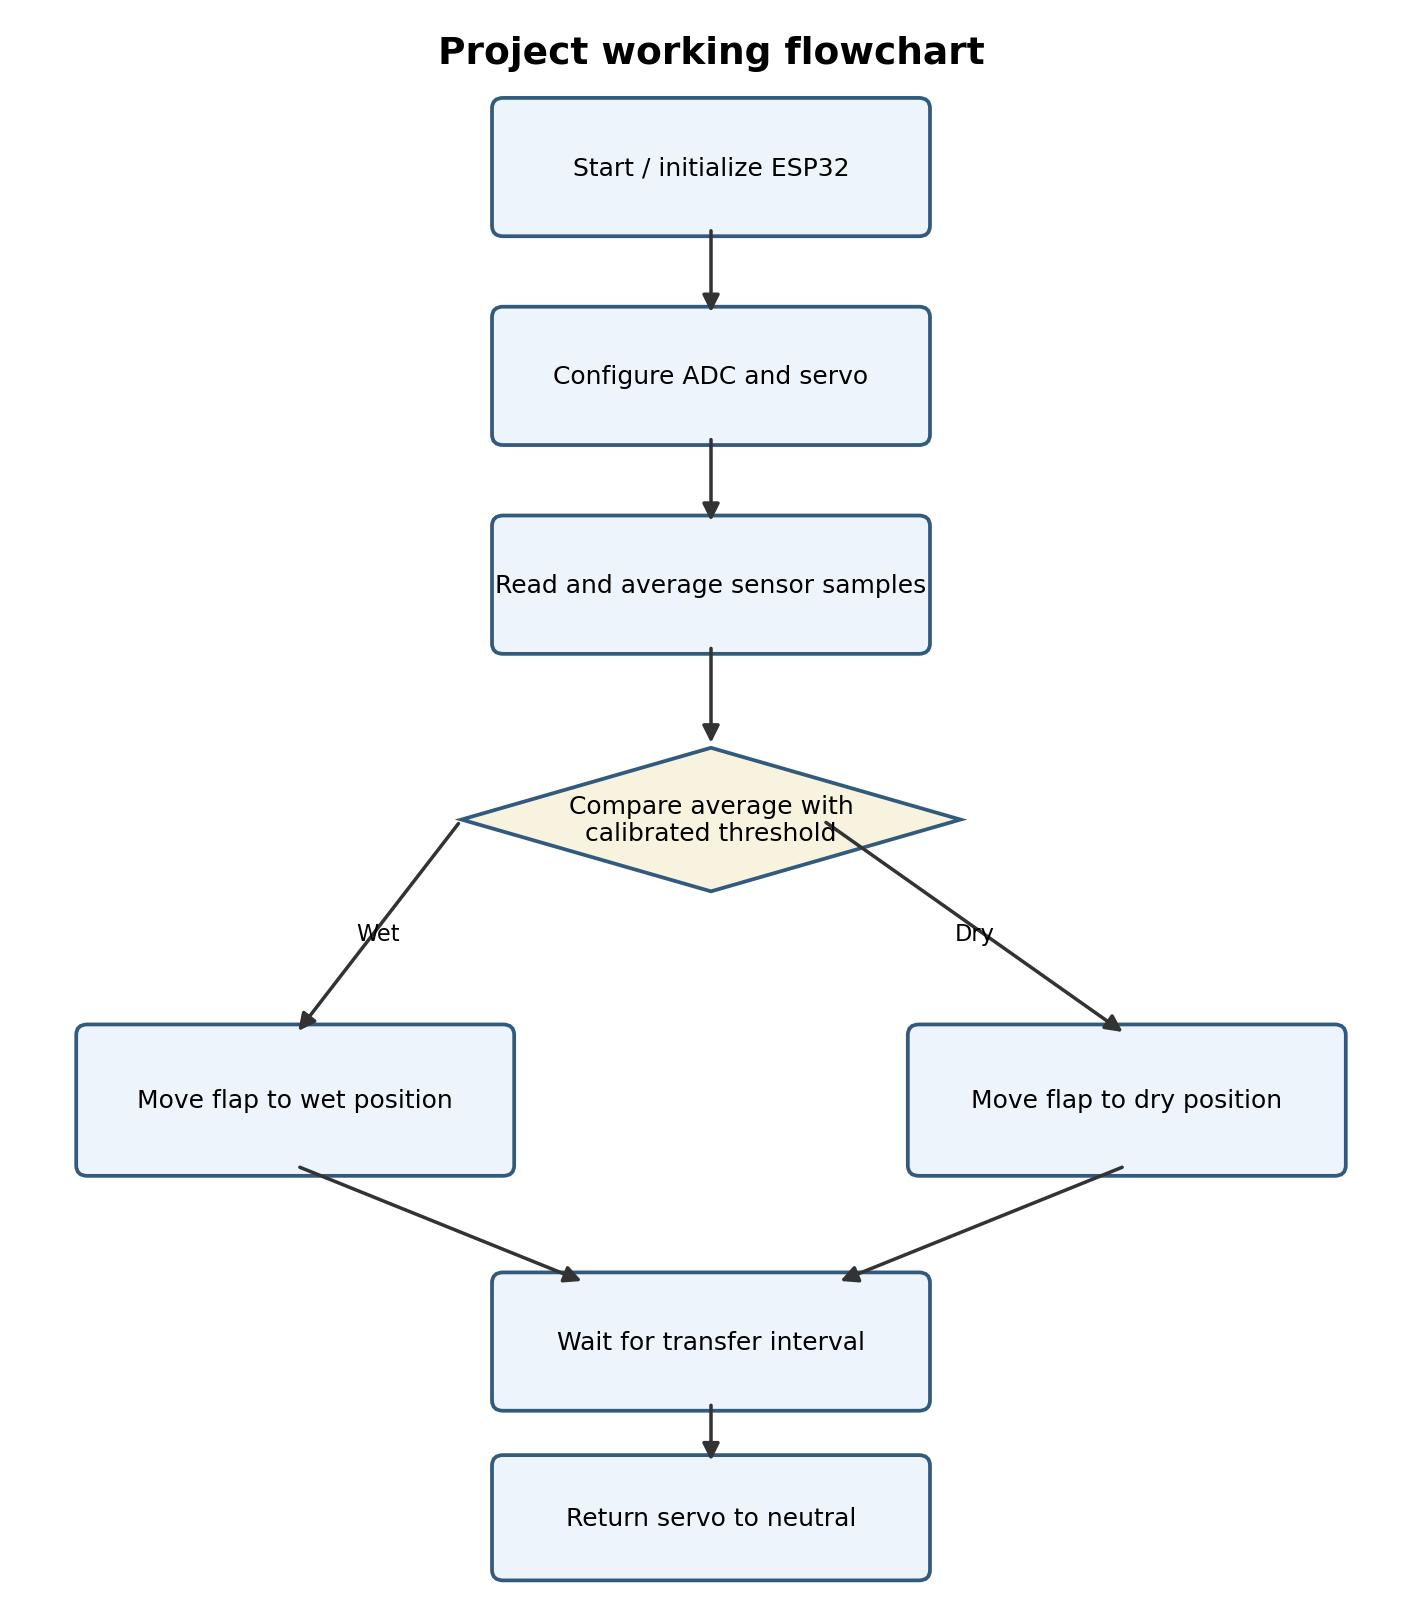 Project working flowchart
Start / initialize ESP32
Configure ADC and servo
Read and average sensor samples
Compare average with
calibrated threshold
Wet
Dry
Move flap to wet position
Move flap to dry position
Wait for transfer interval
Return servo to neutral